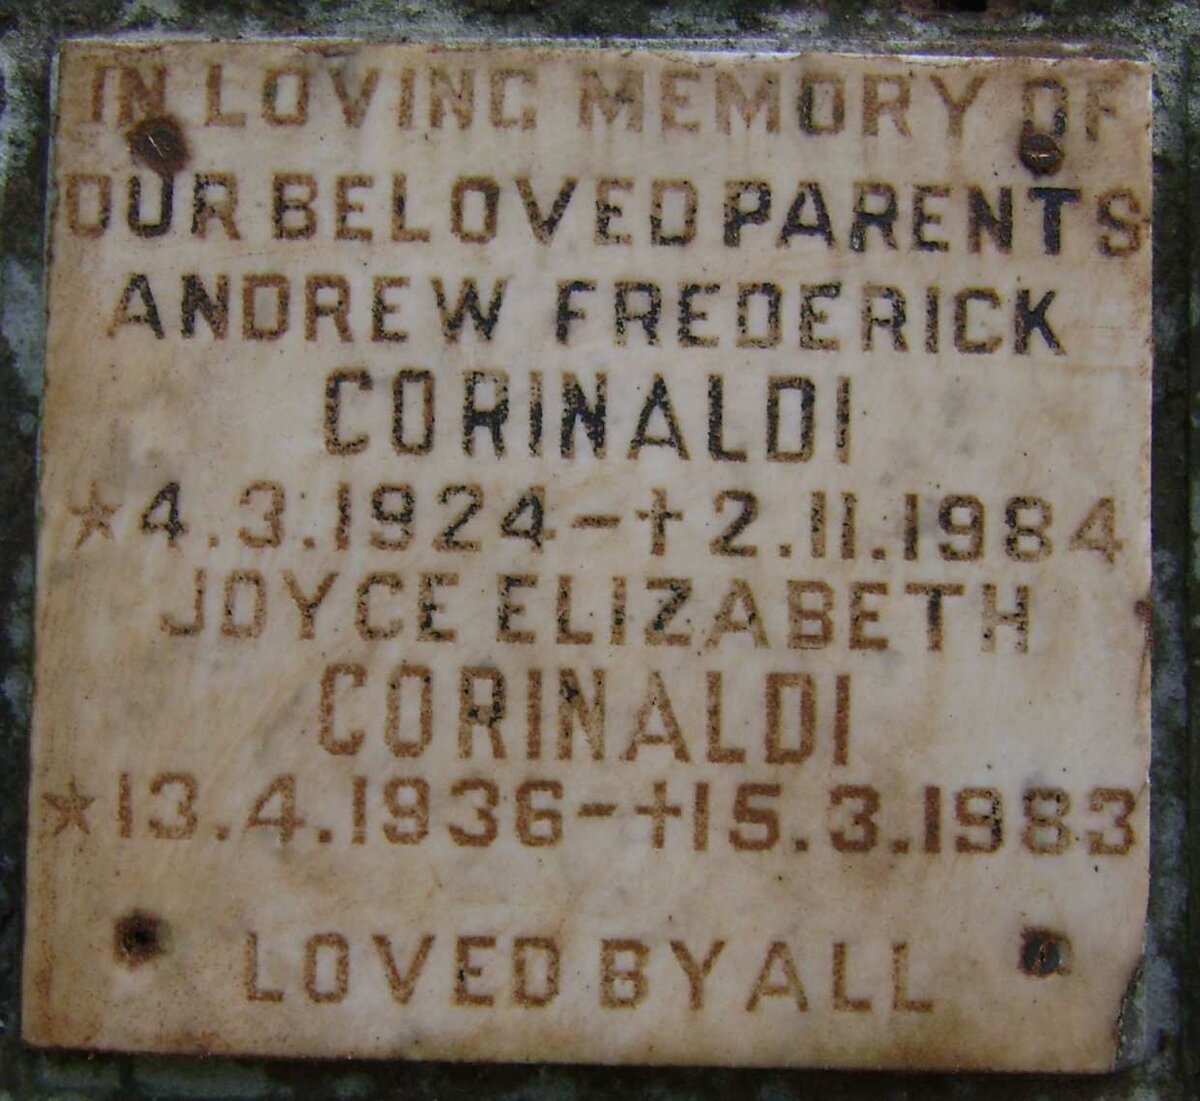 IN LOVING MEMORY OF
OUR BELOVED PARENTS
ANDREW FREDERICK
CORINALDI
☆4.3.1924-†2.11.1984
JOYCE ELIZABETH
CORINALDI
☆13.4.1936-†15.3.1983
LOVED BY ALL